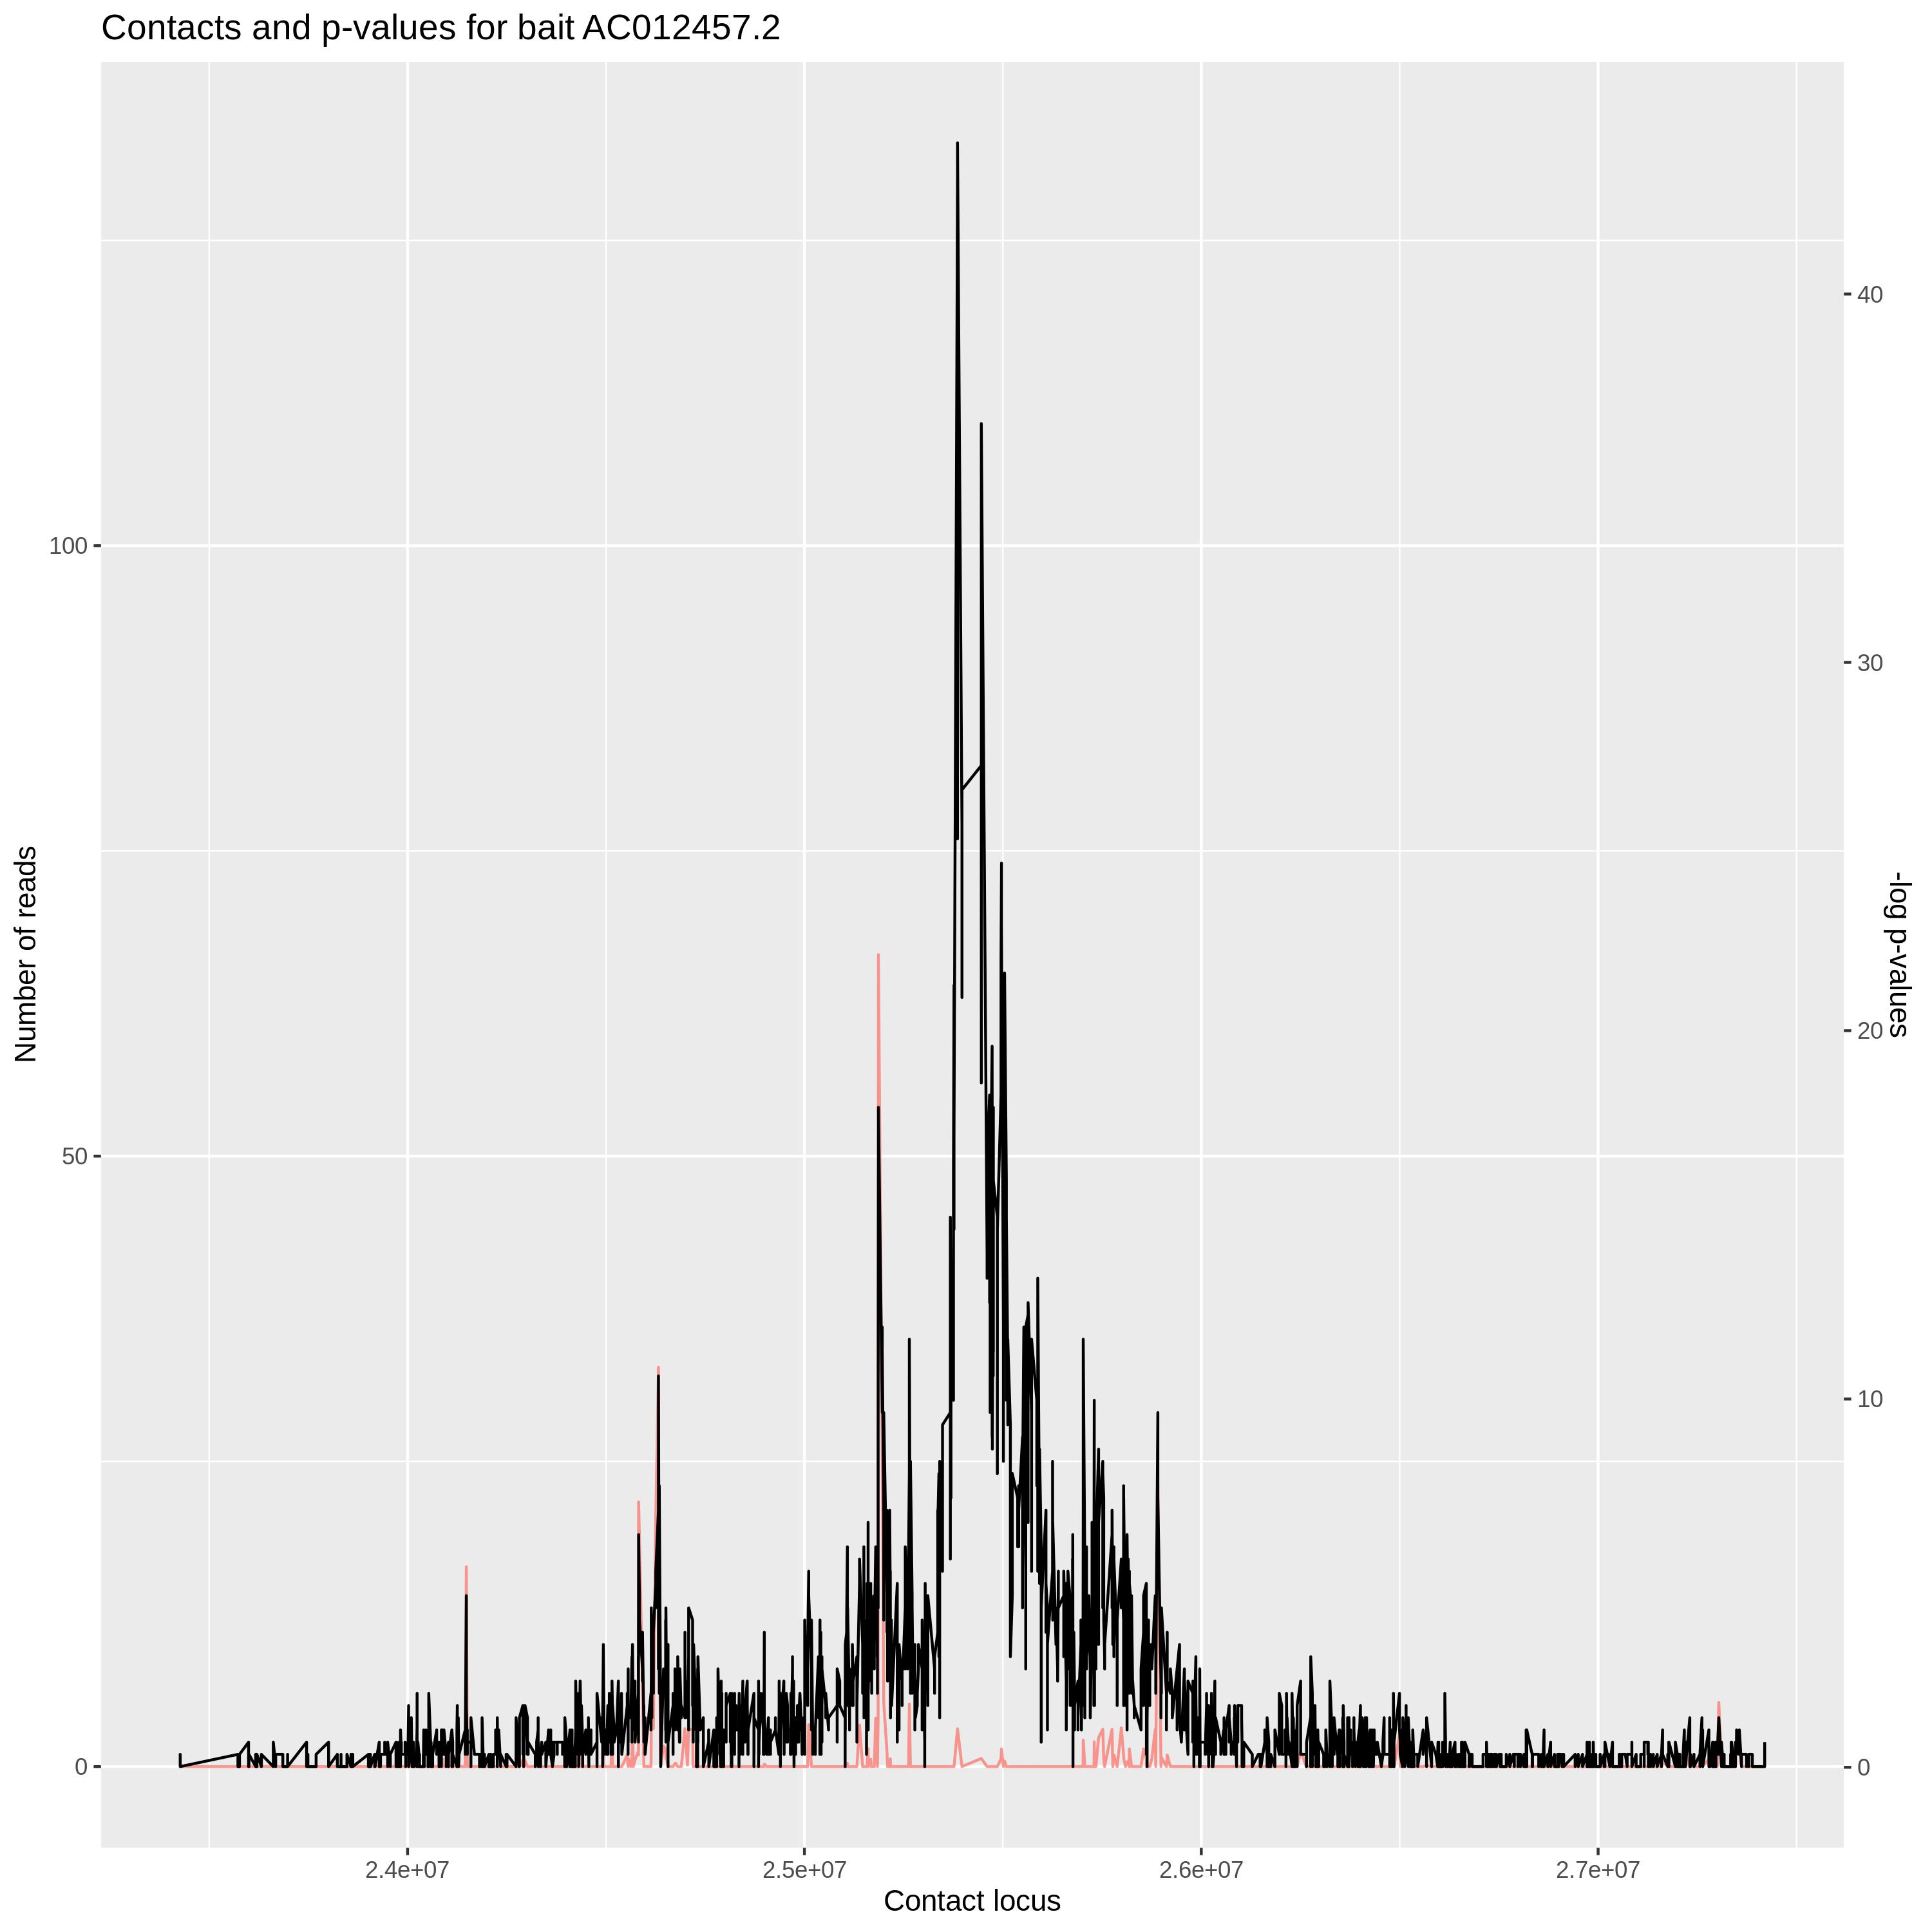 Contacts and p-values for bait AC012457.2
Number of reads
100
50
0
40
30
20
10
0
-log p-values
2.4e+07
2.5e+07
2.6e+07
2.7e+07
Contact locus